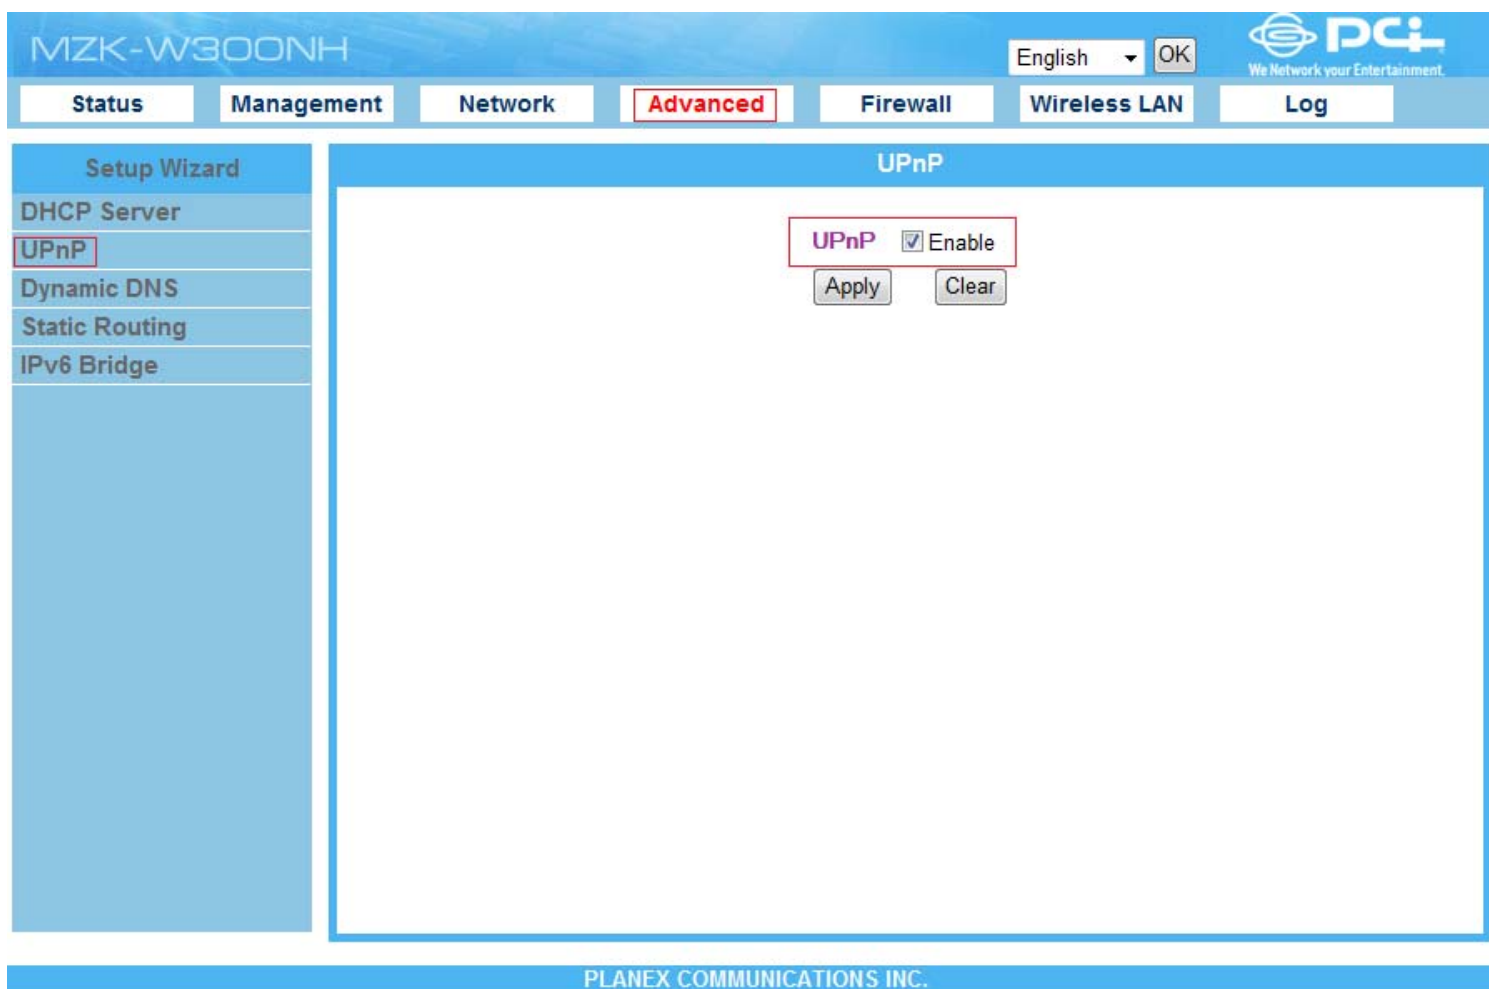 MZK-W300NH
English OK
PCi
We Network your Entertainment.
Status Management Network Advanced Firewall Wireless LAN Log
Setup Wizard
DHCP Server
UPnP
Dynamic DNS
Static Routing
IPv6 Bridge
UPnP
UPnP Enable
Apply Clear
PLANEX COMMUNICATIONS INC.